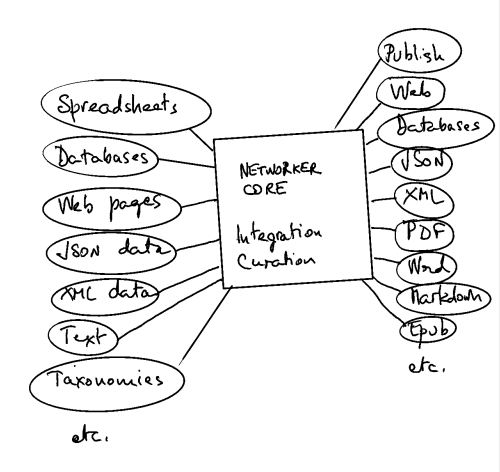 Spreadsheets
Databases
Web pages
JSON data
XML data
Text
Taxonomies
etc.
NETWORKER
CORE
Integration
Curation
Publish
Web
Databases
JSON
XML
PDF
Word
Markdown
Epub
etc.